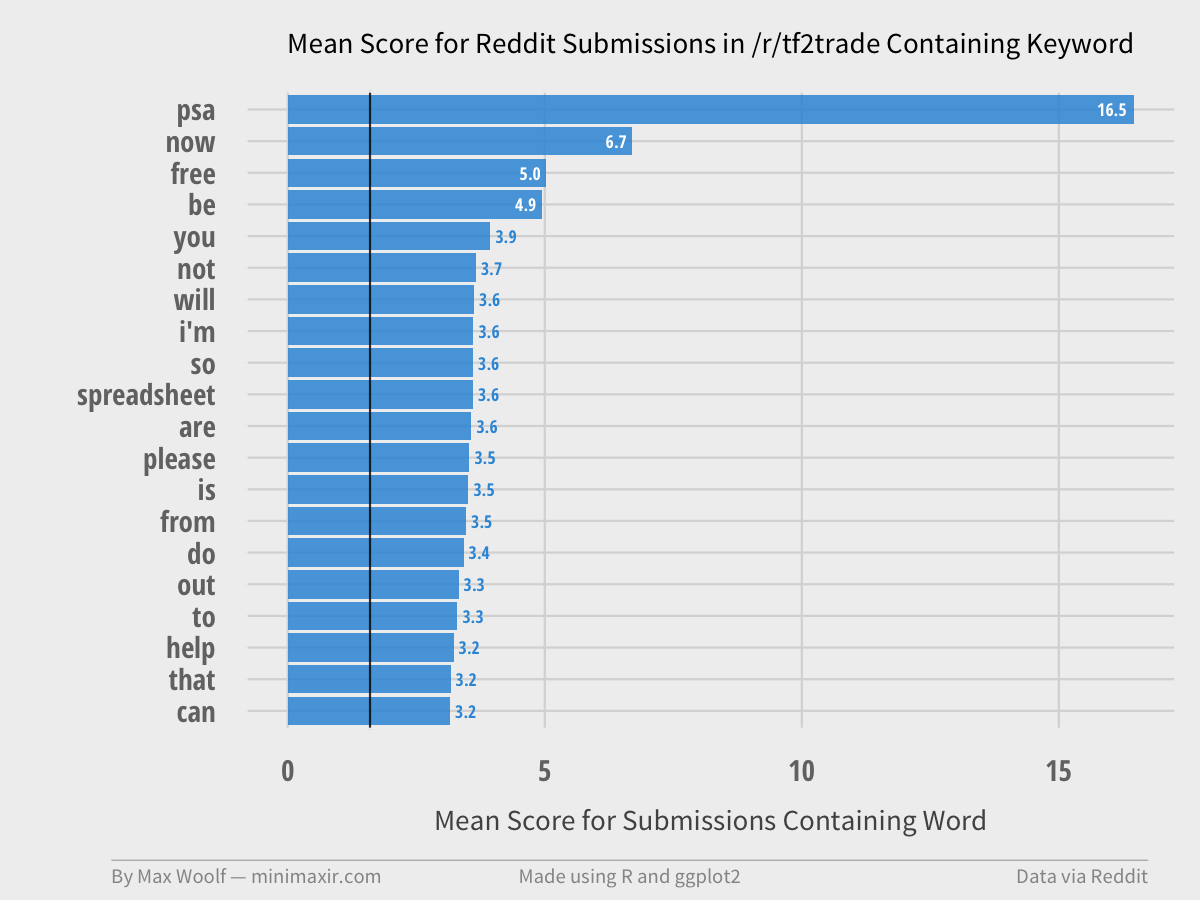 Mean Score for Reddit Submissions in /r/tf2trade Containing Keyword
psa 16.5
now 6.7
free 5.0
be 4.9
you 3.9
not 3.7
will 3.6
i'm 3.6
so 3.6
spreadsheet 3.6
are 3.6
please 3.5
is 3.5
from 3.5
do 3.4
out 3.3
to 3.3
help 3.2
that 3.2
can 3.2
0 5 10 15
Mean Score for Submissions Containing Word
By Max Woolf — minimaxir.com Made using R and ggplot2 Data via Reddit